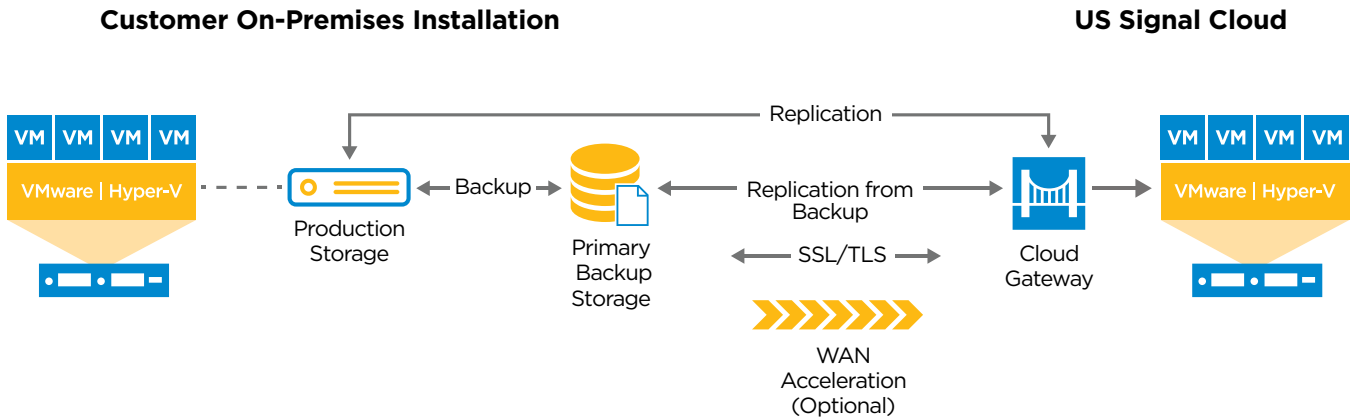 Customer On-Premises Installation
US Signal Cloud
VM VM VM VM
VMware | Hyper-V
Production
Storage
Backup
Primary
Backup
Storage
Replication
Replication from
Backup
SSL/TLS
WAN
Acceleration
(Optional)
Cloud
Gateway
VM VM VM VM
VMware | Hyper-V